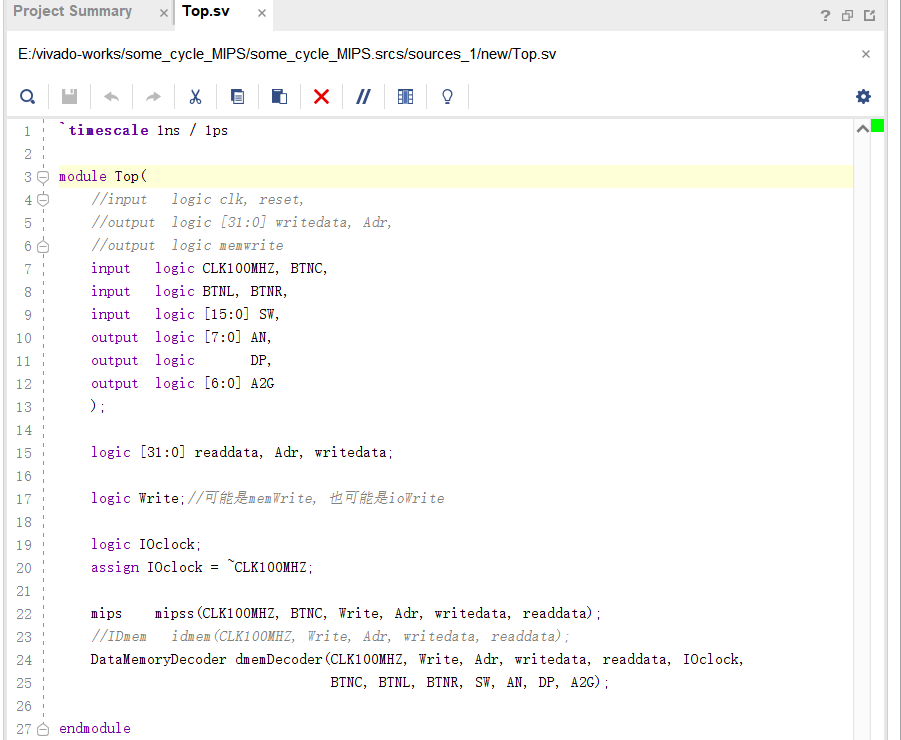 Project Summary × Top.sv × ?
E:/vivado-works/some_cycle_MIPS/some_cycle_MIPS.srcs/sources_1/new/Top.sv ×
1 `timescale 1ns / 1ps
2
3 module Top(
4 //input logic clk, reset,
5 //output logic [31:0] writedata, Adr,
6 //output logic memwrite
7 input logic CLK100MHZ, BTNC,
8 input logic BTNL, BTNR,
9 input logic [15:0] SW,
10 output logic [7:0] AN,
11 output logic DP,
12 output logic [6:0] A2G
13 );
14
15 logic [31:0] readdata, Adr, writedata;
16
17 logic Write;//可能是memWrite, 也可能是ioWrite
18
19 logic IOclock;
20 assign IOclock = ~CLK100MHZ;
21
22 mips mipss(CLK100MHZ, BTNC, Write, Adr, writedata, readdata);
23 //IDmem idmem(CLK100MHZ, Write, Adr, writedata, readdata);
24 DataMemoryDecoder dmemDecoder(CLK100MHZ, Write, Adr, writedata, readdata, IOclock,
25 BTNC, BTNL, BTNR, SW, AN, DP, A2G);
26
27 endmodule